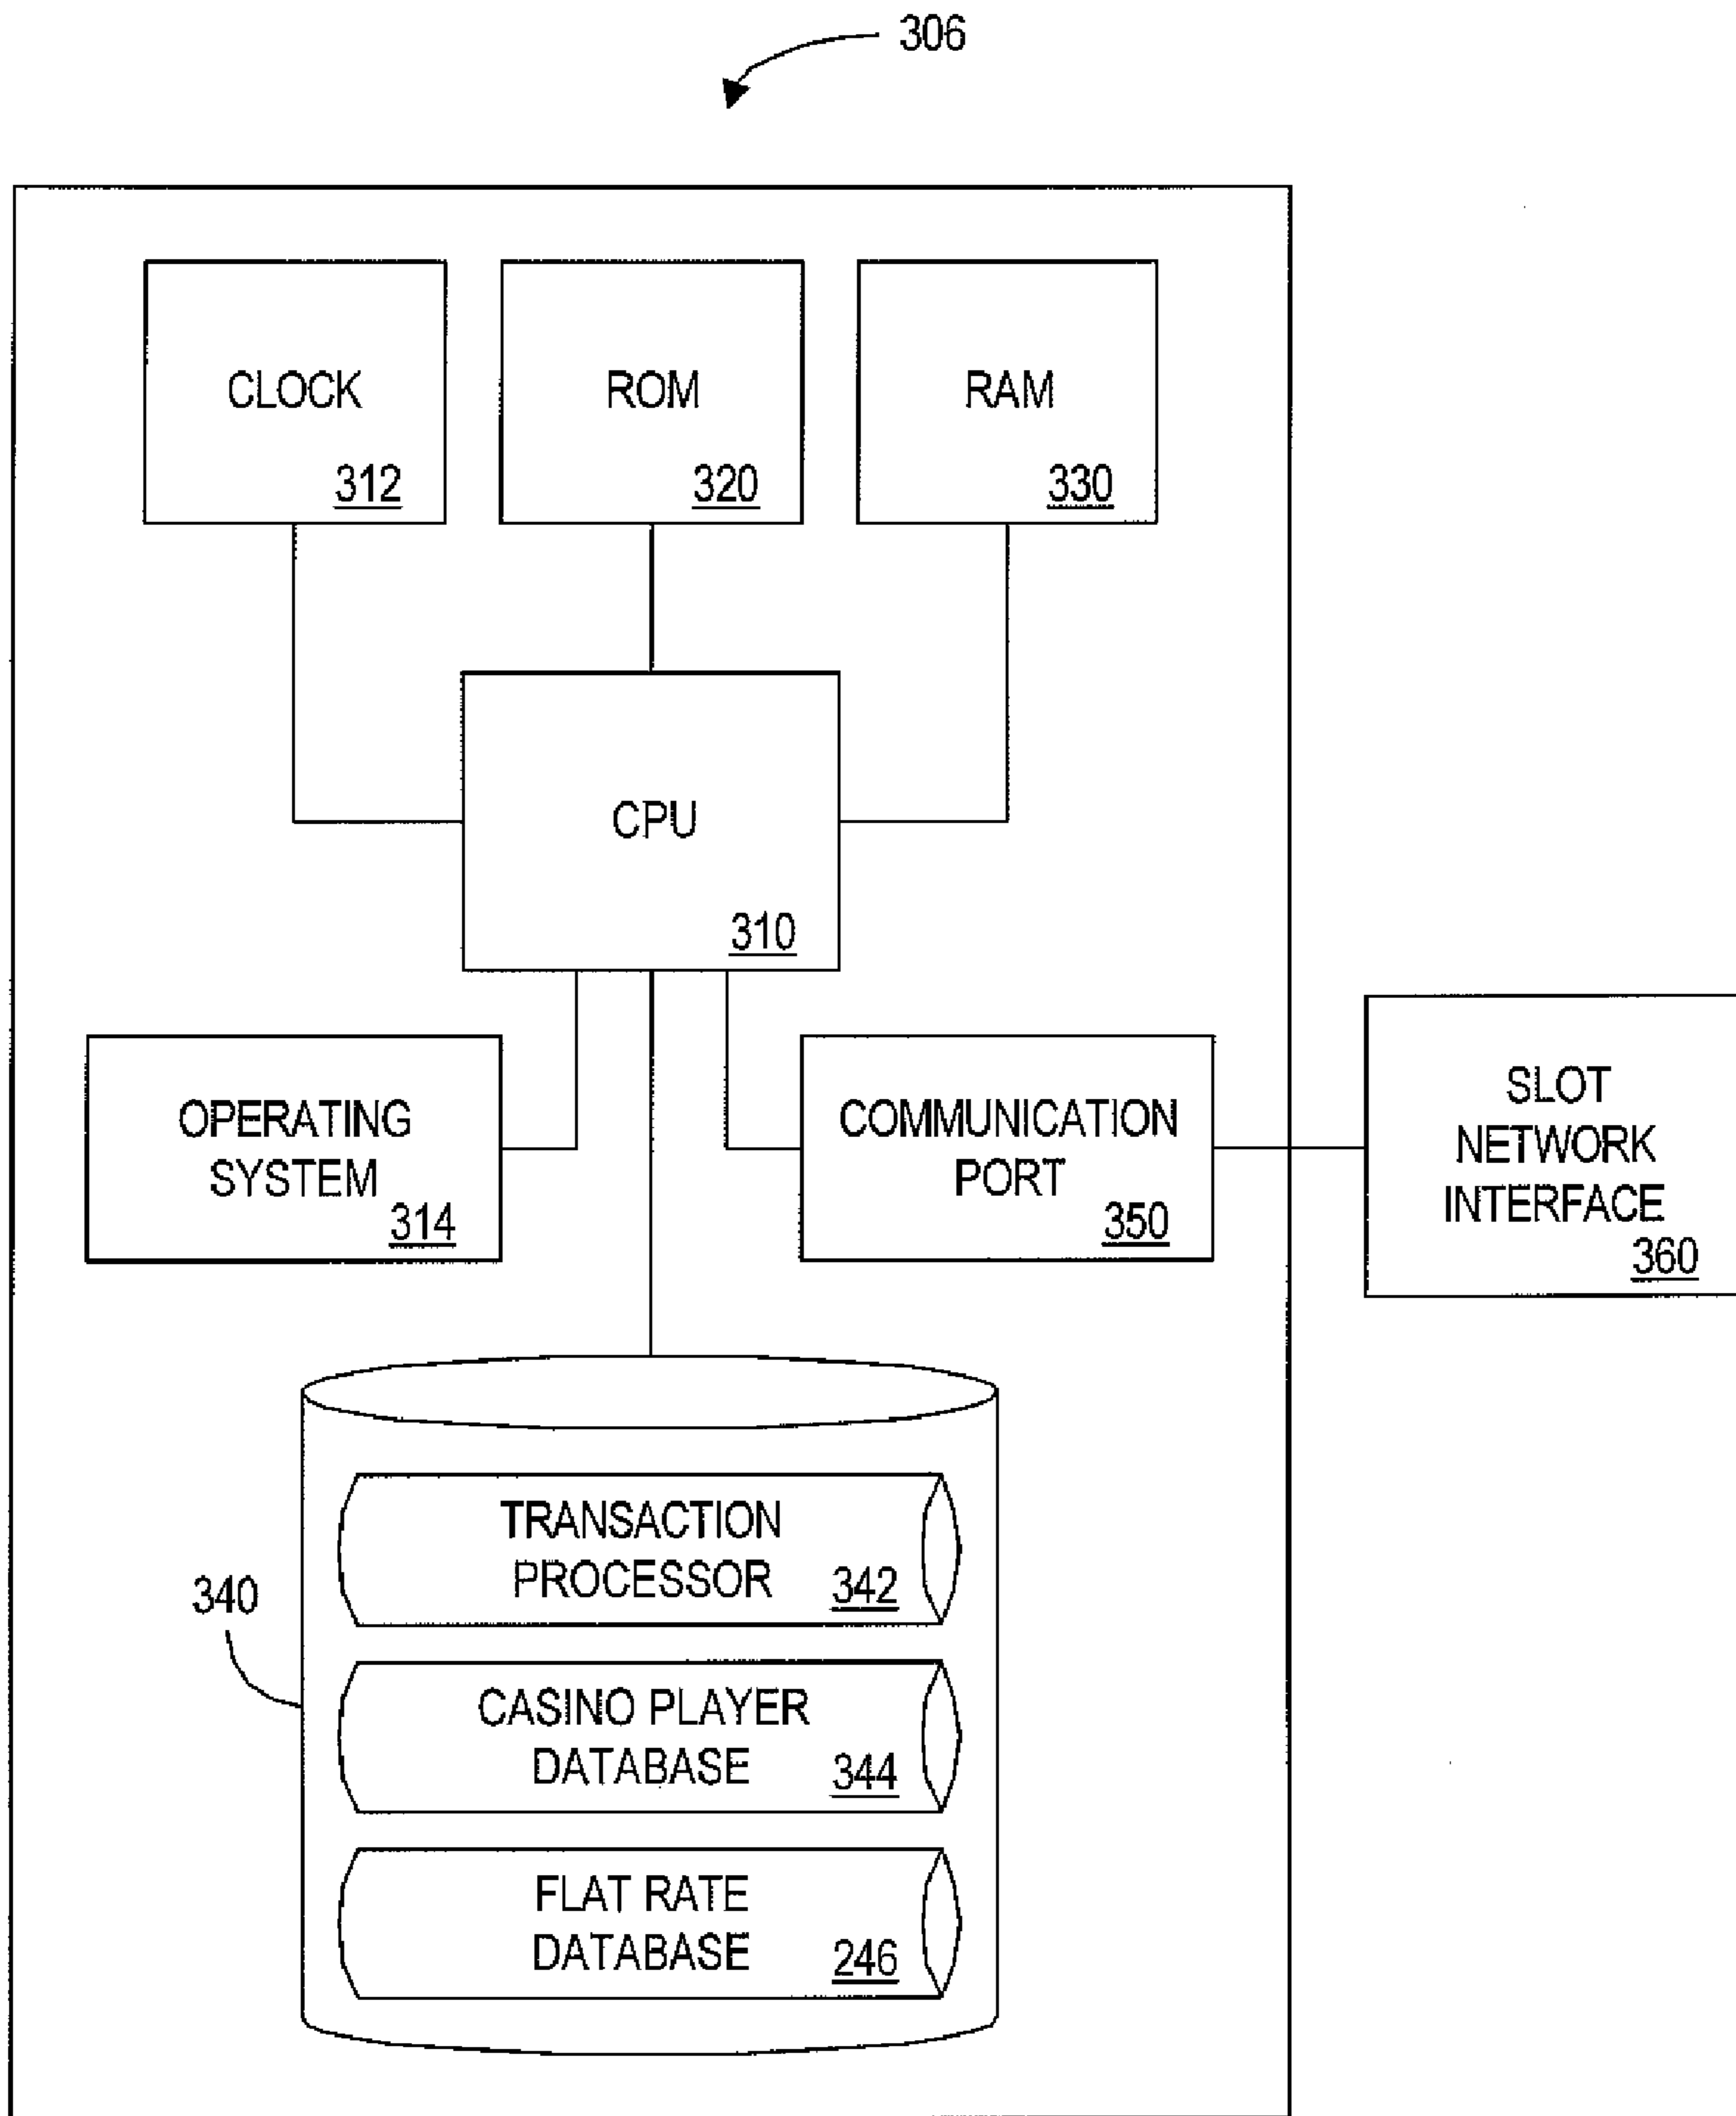 306
CLOCK
312
ROM
320
RAM
330
CPU
310
OPERATING
SYSTEM
314
COMMUNICATION
PORT
350
SLOT
NETWORK
INTERFACE
360
340
TRANSACTION
PROCESSOR
342
CASINO PLAYER
DATABASE
344
FLAT RATE
DATABASE
246